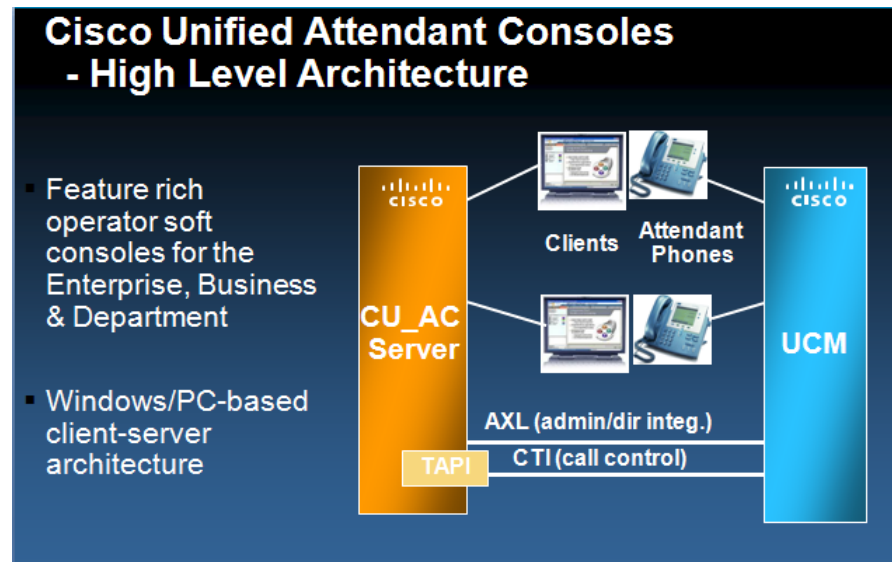 Cisco Unified Attendant Consoles
- High Level Architecture
▪ Feature rich
operator soft
consoles for the
Enterprise, Business
& Department
▪ Windows/PC-based
client-server
architecture
CISCO
CU_AC
Server
TAPI
Clients
Attendant
Phones
AXL (admin/dir integ.)
CTI (call control)
CISCO
UCM